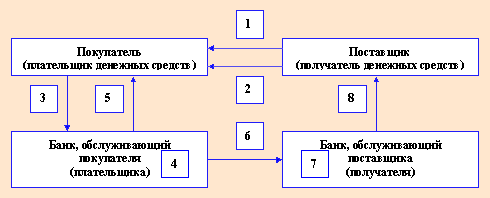 1
Покупатель
(плательщик денежных средств)
Поставщик
(получатель денежных средств)
2
3
5
8
Банк, обслуживающий
покупателя
(плательщика)
4
6
Банк, обслуживающий
поставщика
(получателя)
7